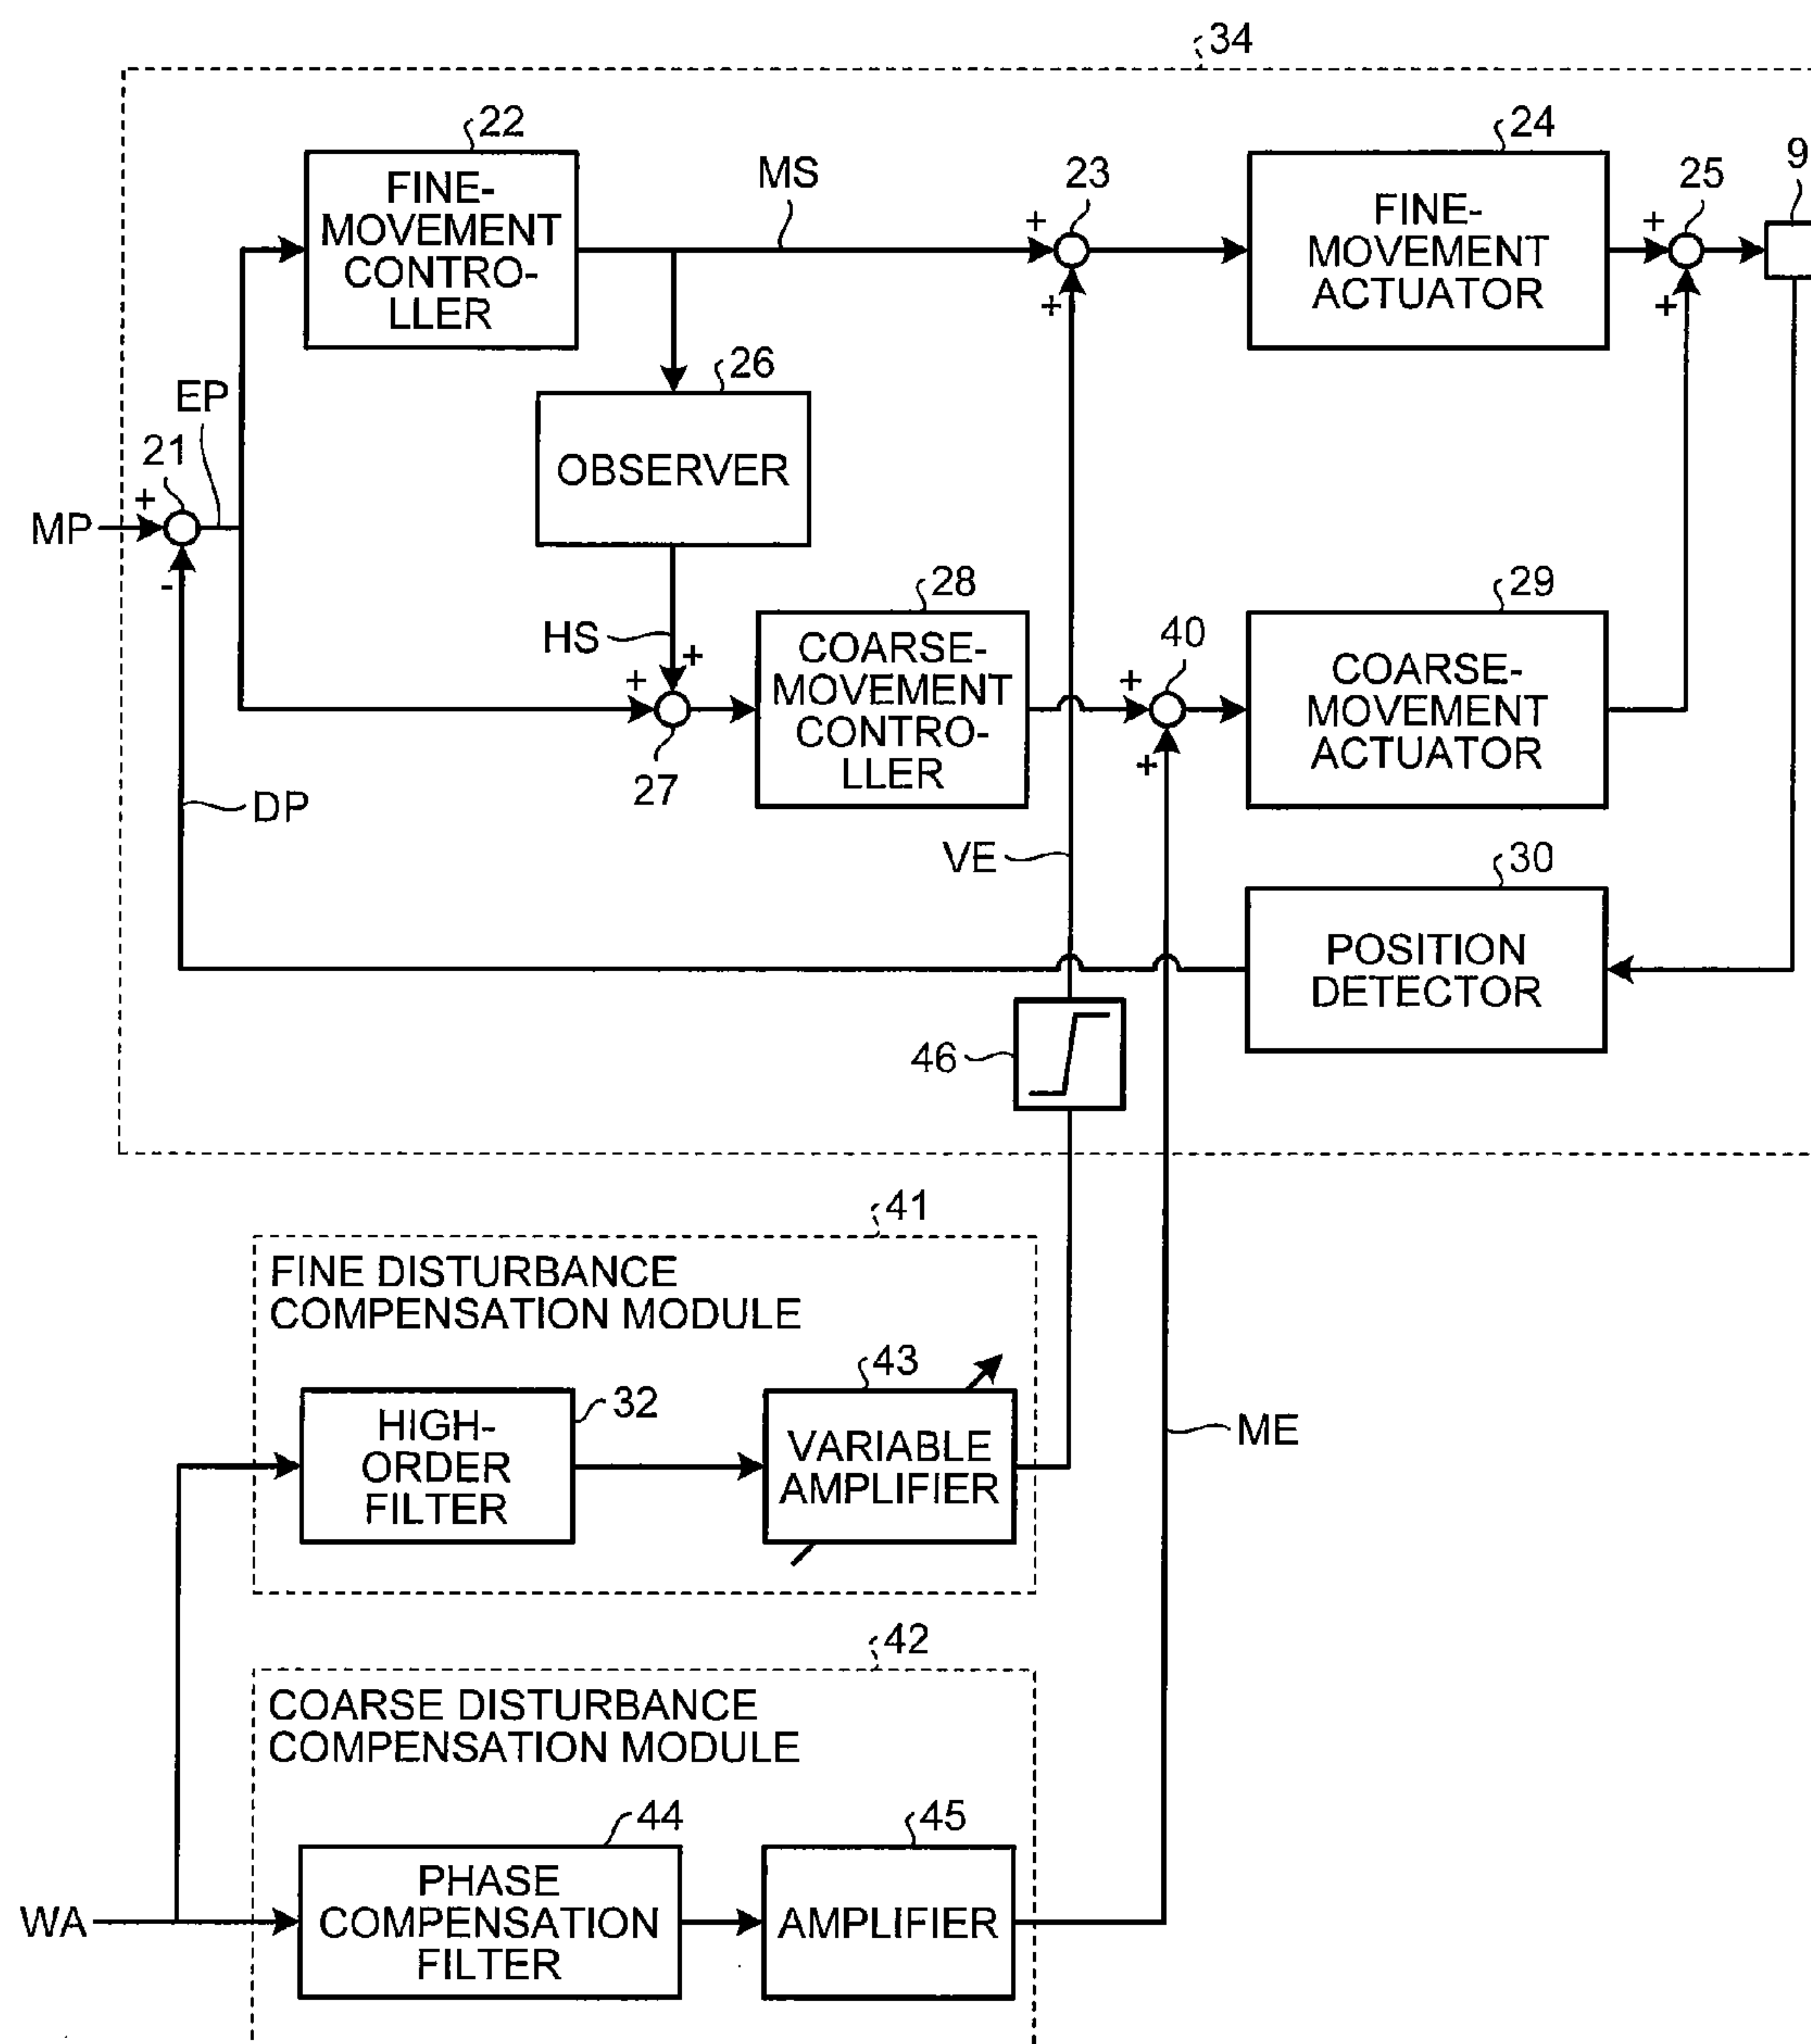 34
22
FINE-
MOVEMENT
CONTRO-
LLER
MS
+
23
+
24
FINE-
MOVEMENT
ACTUATOR
+
25
+
9
26
OBSERVER
EP
21
MP
+
-
HS
+
+
27
28
COARSE-
MOVEMENT
CONTRO-
LLER
40
+
+
29
COARSE-
MOVEMENT
ACTUATOR
DP
VE
30
POSITION
DETECTOR
46
41
FINE DISTURBANCE
COMPENSATION MODULE
32
HIGH-
ORDER
FILTER
43
VARIABLE
AMPLIFIER
ME
42
COARSE DISTURBANCE
COMPENSATION MODULE
44
PHASE
COMPENSATION
FILTER
45
AMPLIFIER
WA